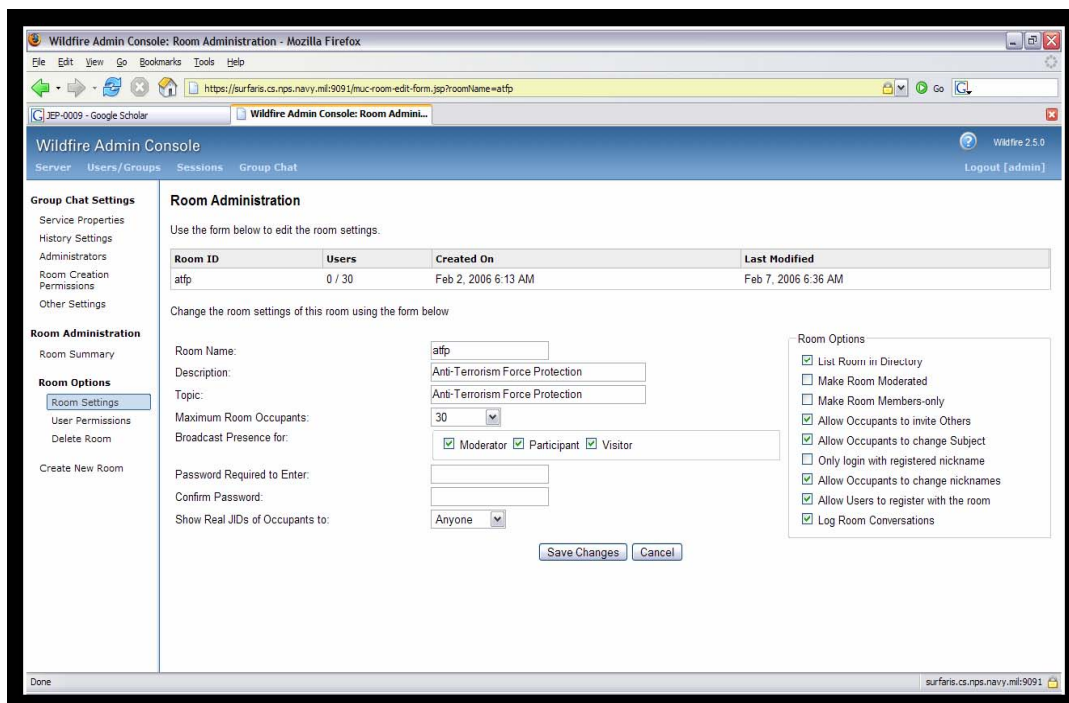 Wildfire Admin Console: Room Administration - Mozilla Firefox
File Edit View Go Bookmarks Tools Help
https://surfaris.cs.nps.navy.mil:9091/muc-room-edit-form.jsp?roomName=atfp
Go
JEP-0009 - Google Scholar
Wildfire Admin Console: Room Admini...
Wildfire Admin Console
Wildfire 2.5.0
Server Users/Groups Sessions Group Chat
Logout [admin]
Group Chat Settings
Service Properties
History Settings
Administrators
Room Creation
Permissions
Other Settings
Room Administration
Room Summary
Room Options
Room Settings
User Permissions
Delete Room
Create New Room
Room Administration
Use the form below to edit the room settings.
Room ID Users Created On Last Modified
atfp 0 / 30 Feb 2, 2006 6:13 AM Feb 7, 2006 6:36 AM
Change the room settings of this room using the form below
Room Name: atfp
Description: Anti-Terrorism Force Protection
Topic: Anti-Terrorism Force Protection
Maximum Room Occupants: 30
Broadcast Presence for: Moderator Participant Visitor
Password Required to Enter:
Confirm Password:
Show Real JIDs of Occupants to: Anyone
Room Options
List Room in Directory
Make Room Moderated
Make Room Members-only
Allow Occupants to invite Others
Allow Occupants to change Subject
Only login with registered nickname
Allow Occupants to change nicknames
Allow Users to register with the room
Log Room Conversations
Save Changes Cancel
Done
surfaris.cs.nps.navy.mil:9091